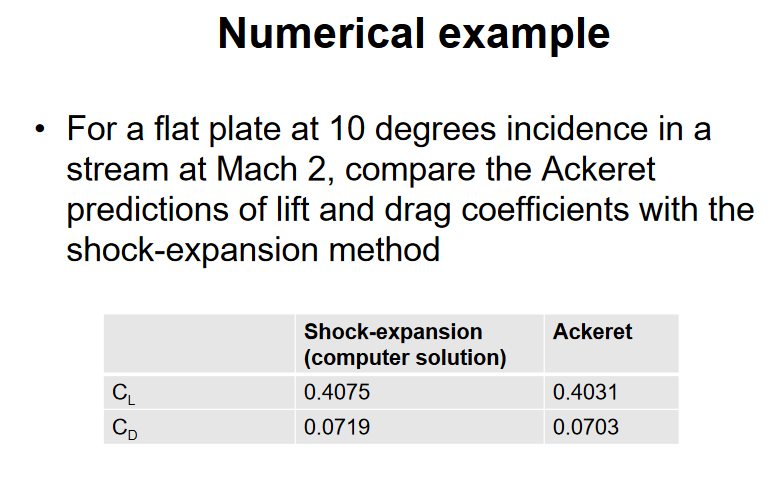 Numerical example
• For a flat plate at 10 degrees incidence in a
stream at Mach 2, compare the Ackeret
predictions of lift and drag coefficients with the
shock-expansion method
Shock-expansion (computer solution) Ackeret
CL 0.4075 0.4031
CD 0.0719 0.0703